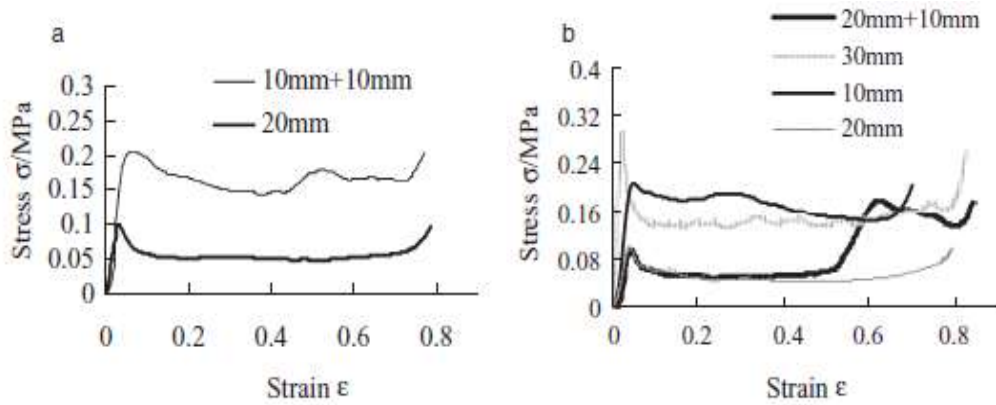 a
10mm+10mm
20mm
Stress σ/MPa
0.3
0.25
0.2
0.15
0.1
0.05
0
0 0.2 0.4 0.6 0.8
Strain ε
b
20mm+10mm
30mm
10mm
20mm
Stress σ/MPa
0.4
0.32
0.24
0.16
0.08
0
0 0.2 0.4 0.6 0.8
Strain ε